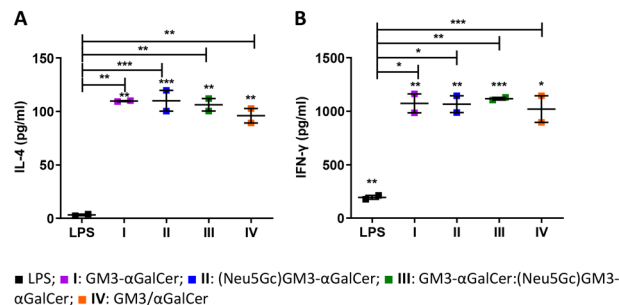 A
B
**
**
***
**
***
**
*
*
IL-4 (pg/ml)
150
100
50
0
**
***
**
**
LPS
I
II
III
IV
IFN-γ (pg/ml)
1500
1000
500
0
**
**
**
***
*
LPS
I
II
III
IV
LPS; I: GM3-αGalCer; II: (Neu5Gc)GM3-αGalCer; III: GM3-αGalCer:(Neu5Gc)GM3-
αGalCer; IV: GM3/αGalCer